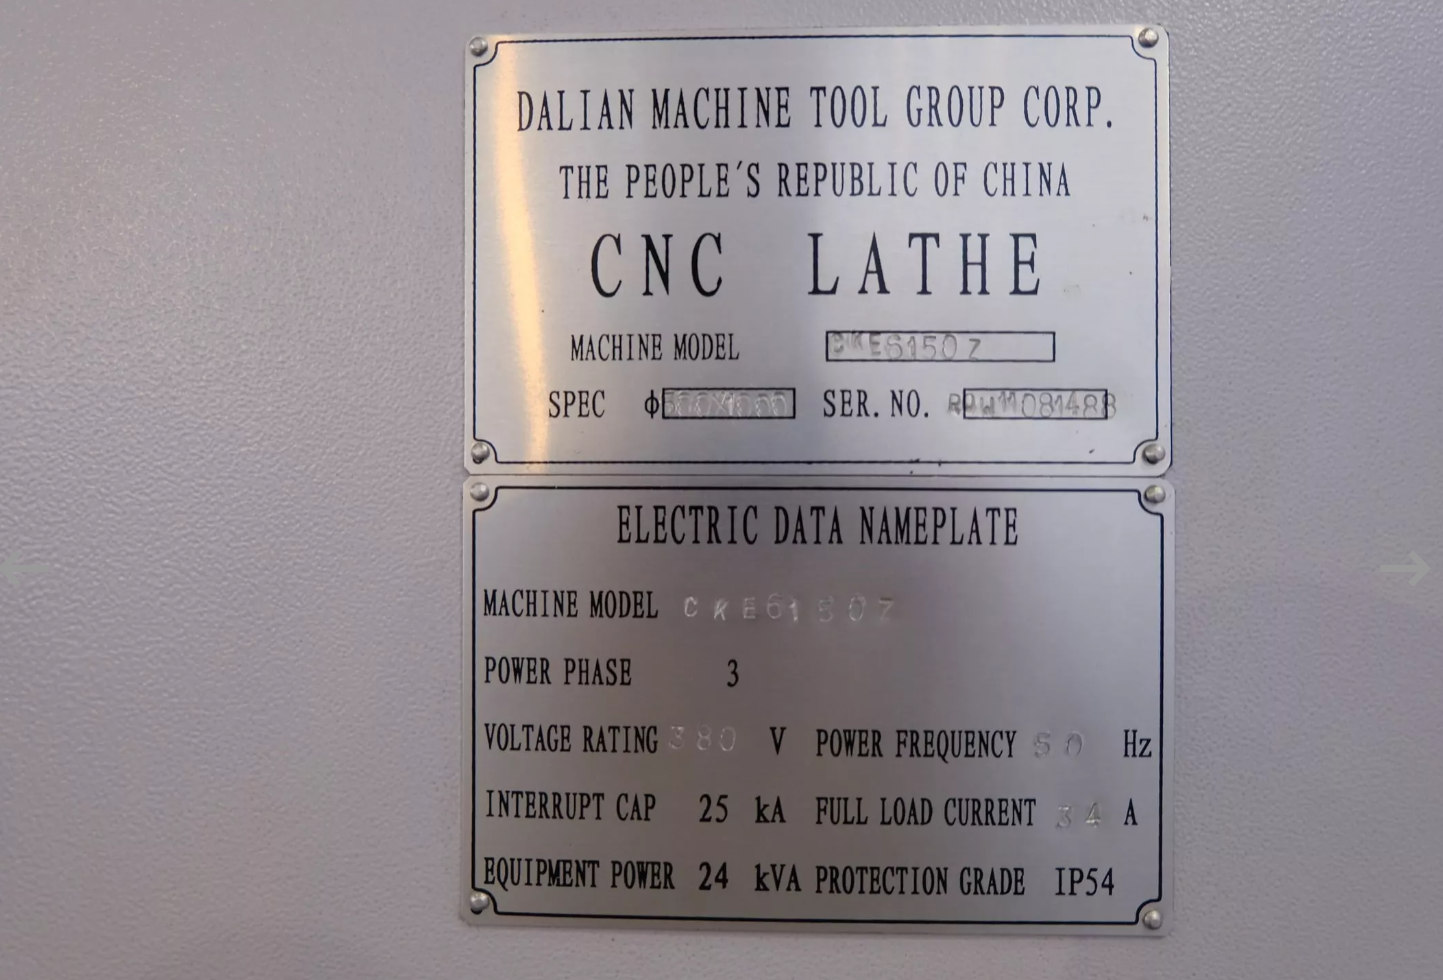 DALIAN MACHINE TOOL GROUP CORP.
THE PEOPLE'S REPUBLIC OF CHINA
CNC LATHE
MACHINE MODEL CKE6150Z
SPEC ϕ SER. NO.
ELECTRIC DATA NAMEPLATE
MACHINE MODEL CKE6150Z
POWER PHASE 3
VOLTAGE RATING 380 V POWER FREQUENCY 50 Hz
INTERRUPT CAP 25 kA FULL LOAD CURRENT 34 A
EQUIPMENT POWER 24 kVA PROTECTION GRADE IP54